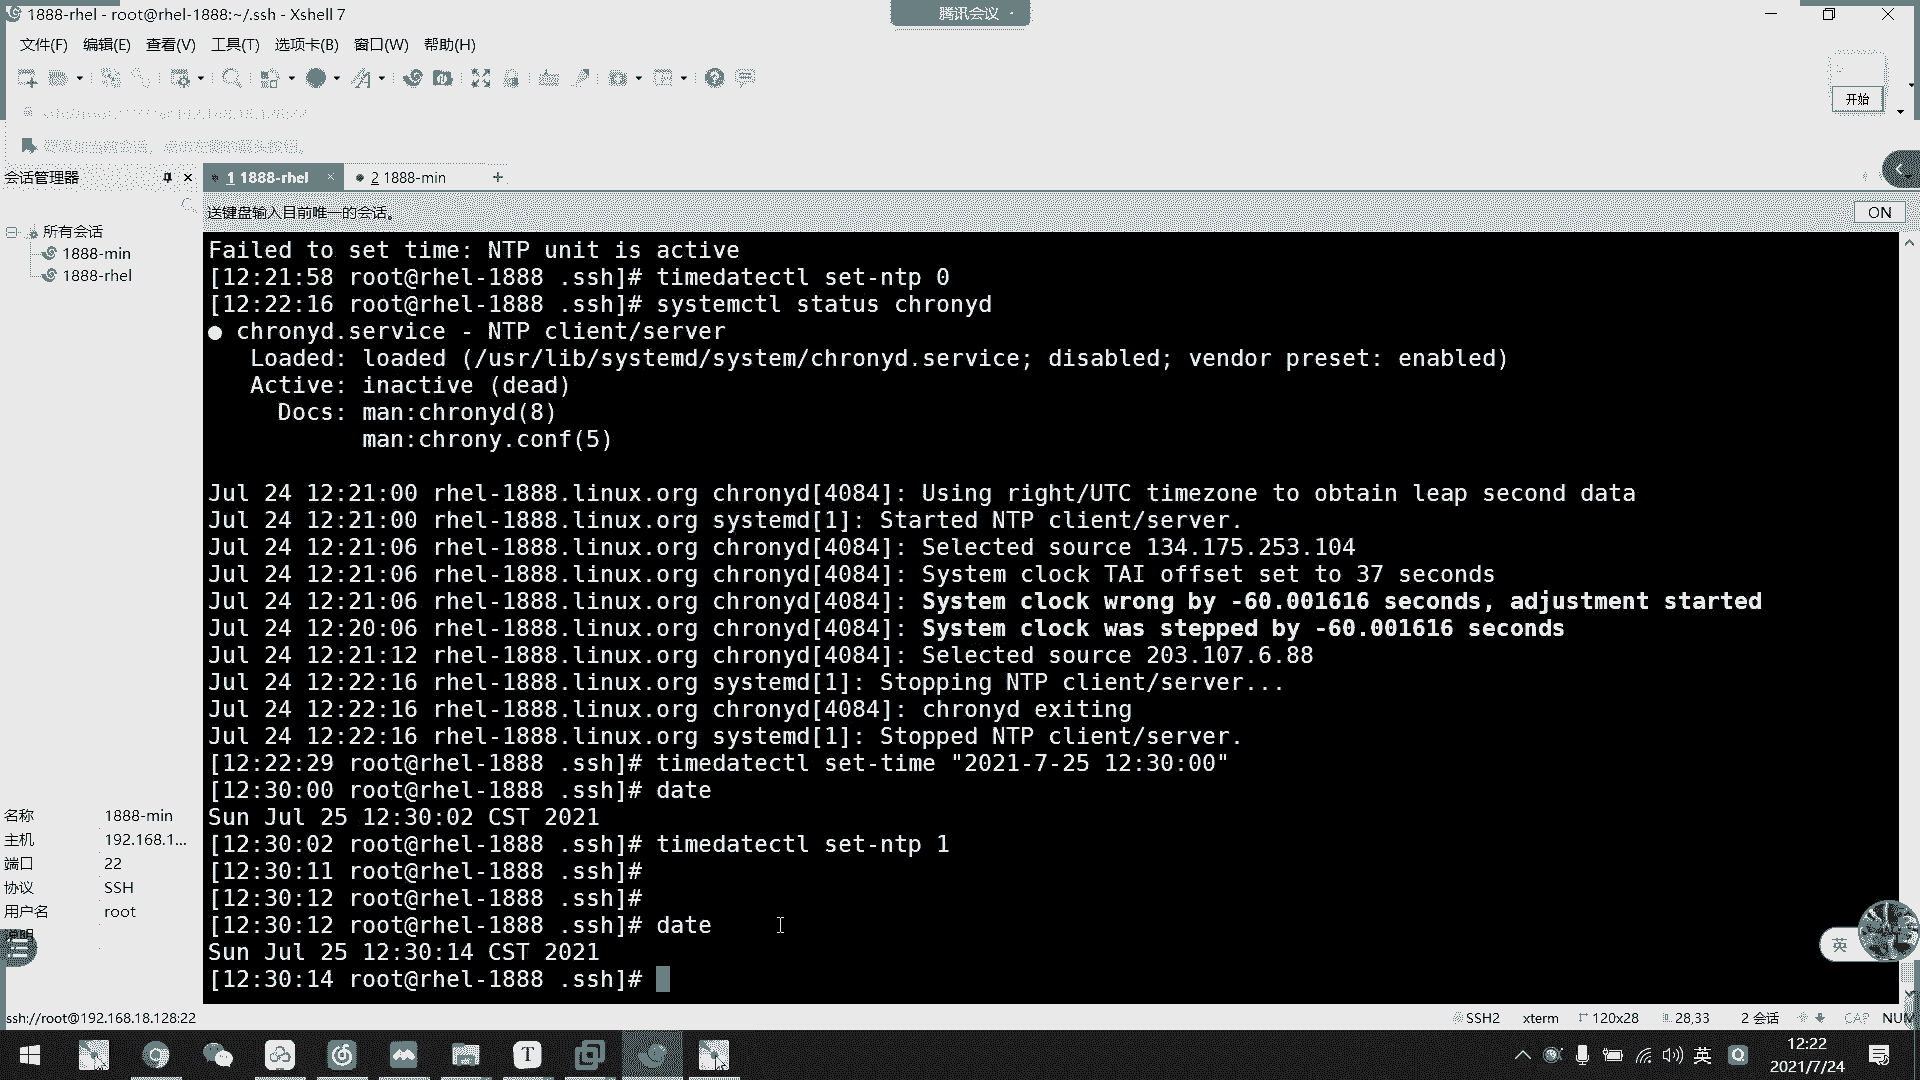 1888-rhel - root@rhel-1888:~/.ssh - Xshell 7
腾讯会议
文件(F) 编辑(E) 查看(V) 工具(T) 选项卡(B) 窗口(W) 帮助(H)
开始
会话管理器
1 1888-rhel
2 1888-min
送键盘输入目前唯一的会话。
ON
所有会话
1888-min
1888-rhel
Failed to set time: NTP unit is active
[12:21:58 root@rhel-1888 .ssh]# timedatectl set-ntp 0
[12:22:16 root@rhel-1888 .ssh]# systemctl status chronyd
● chronyd.service - NTP client/server
Loaded: loaded (/usr/lib/systemd/system/chronyd.service; disabled; vendor preset: enabled)
Active: inactive (dead)
Docs: man:chronyd(8)
man:chrony.conf(5)
Jul 24 12:21:00 rhel-1888.linux.org chronyd[4084]: Using right/UTC timezone to obtain leap second data
Jul 24 12:21:00 rhel-1888.linux.org systemd[1]: Started NTP client/server.
Jul 24 12:21:06 rhel-1888.linux.org chronyd[4084]: Selected source 134.175.253.104
Jul 24 12:21:06 rhel-1888.linux.org chronyd[4084]: System clock TAI offset set to 37 seconds
Jul 24 12:21:06 rhel-1888.linux.org chronyd[4084]: System clock wrong by -60.001616 seconds, adjustment started
Jul 24 12:20:06 rhel-1888.linux.org chronyd[4084]: System clock was stepped by -60.001616 seconds
Jul 24 12:21:12 rhel-1888.linux.org chronyd[4084]: Selected source 203.107.6.88
Jul 24 12:22:16 rhel-1888.linux.org systemd[1]: Stopping NTP client/server...
Jul 24 12:22:16 rhel-1888.linux.org chronyd[4084]: chronyd exiting
Jul 24 12:22:16 rhel-1888.linux.org systemd[1]: Stopped NTP client/server.
[12:22:29 root@rhel-1888 .ssh]# timedatectl set-time "2021-7-25 12:30:00"
[12:30:00 root@rhel-1888 .ssh]# date
Sun Jul 25 12:30:02 CST 2021
[12:30:02 root@rhel-1888 .ssh]# timedatectl set-ntp 1
[12:30:11 root@rhel-1888 .ssh]#
[12:30:12 root@rhel-1888 .ssh]#
[12:30:12 root@rhel-1888 .ssh]# date
Sun Jul 25 12:30:14 CST 2021
[12:30:14 root@rhel-1888 .ssh]#
名称 1888-min
主机 192.168.1...
端口 22
协议 SSH
用户名 root
英
ssh://root@192.168.18.128:22
SSH2 xterm 120x28 28,33 2 会话 CAP NUM
英
12:22
2021/7/24